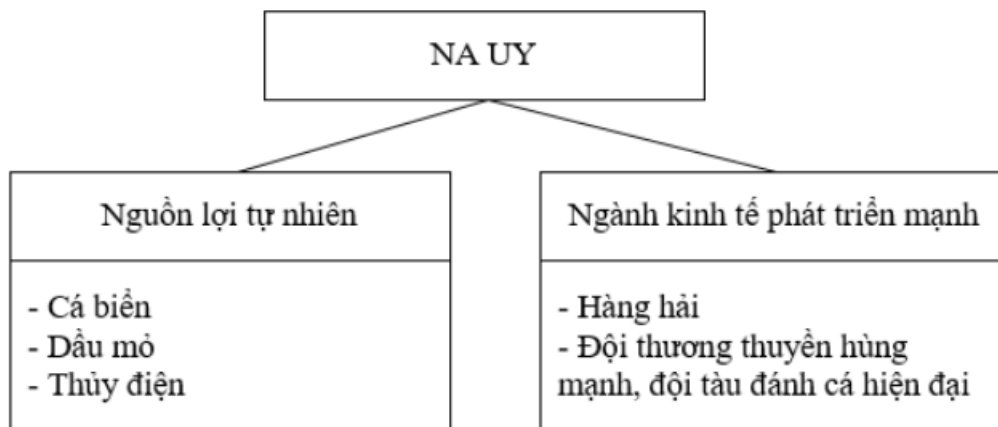 NA UY
Nguồn lợi tự nhiên
- Cá biển
- Dầu mỏ
- Thủy điện
Ngành kinh tế phát triển mạnh
- Hàng hải
- Đội thương thuyền hùng
mạnh, đội tàu đánh cá hiện đại